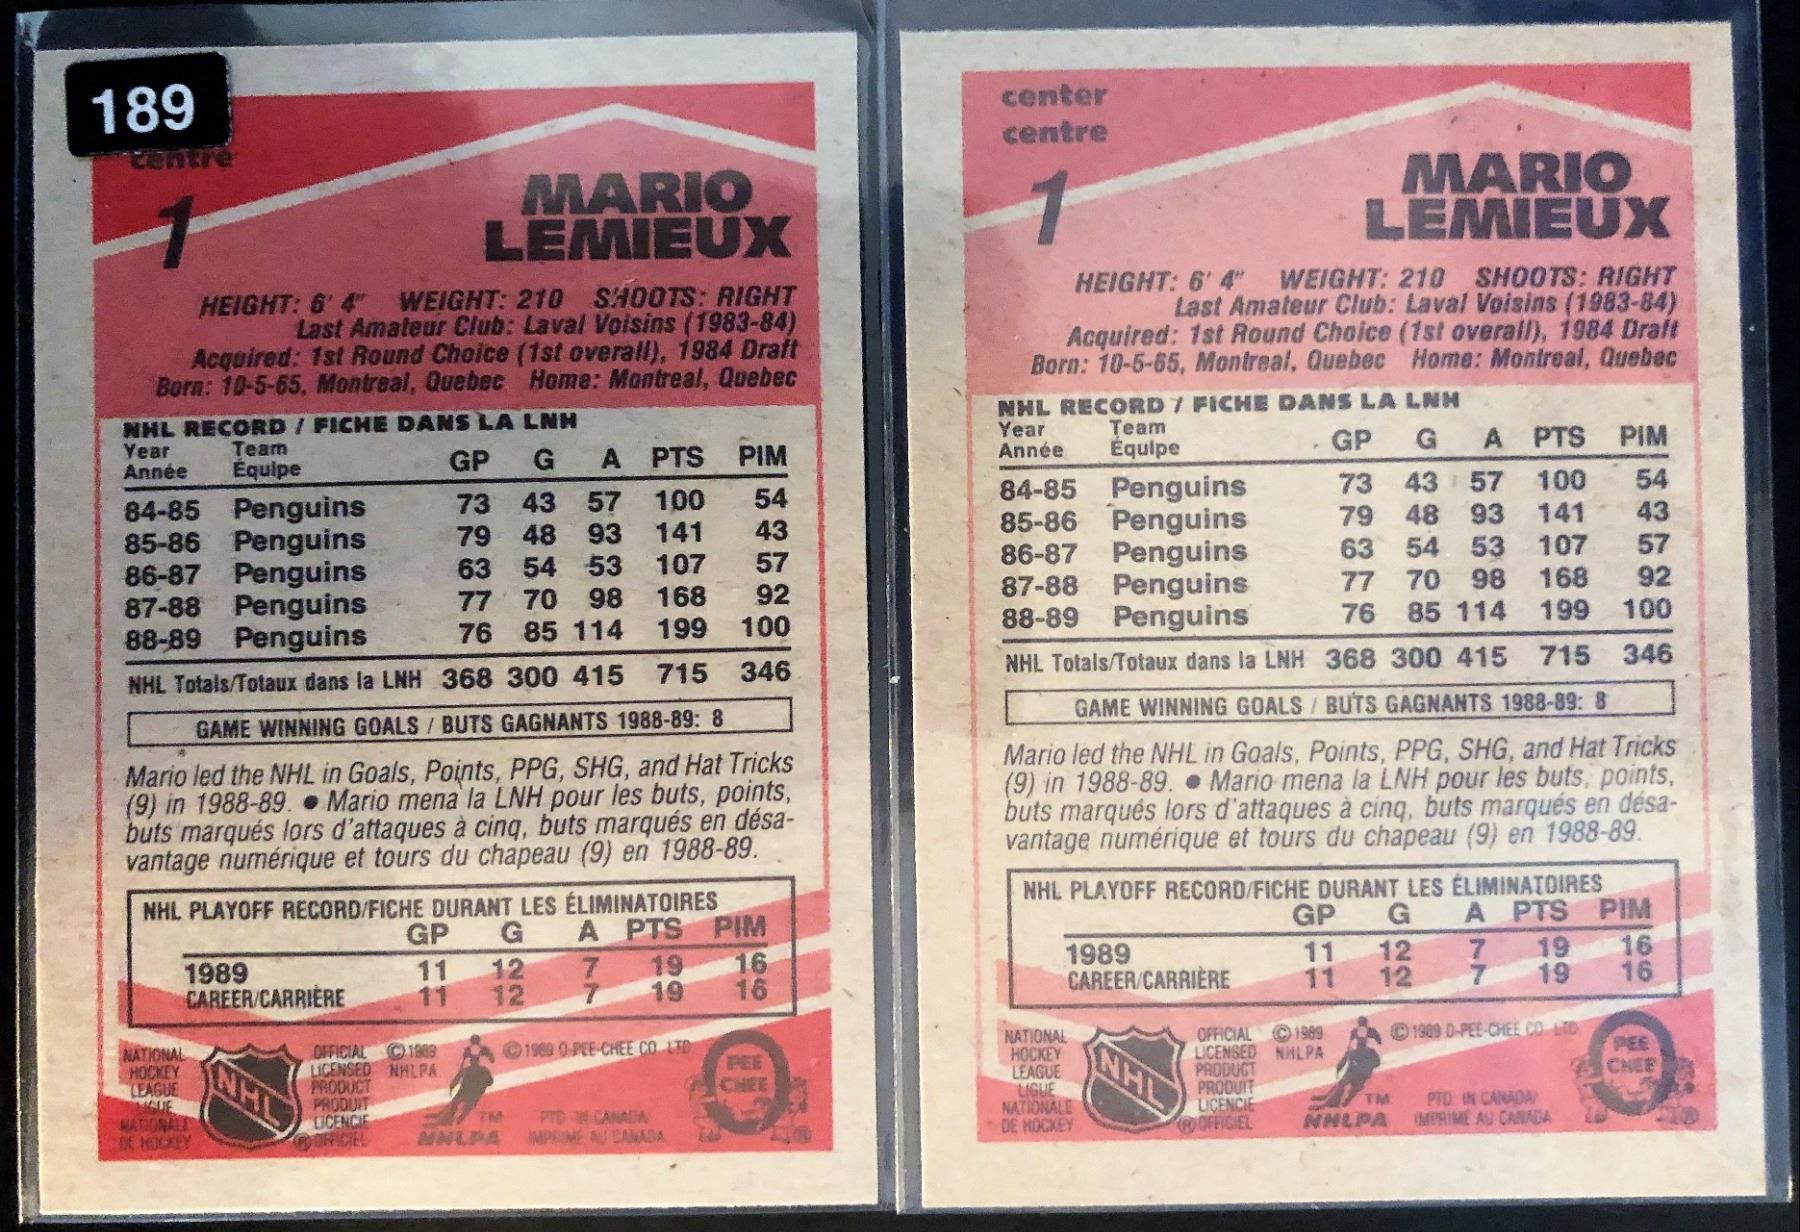 189
centre
1
MARIO
LEMIEUX
HEIGHT: 6' 4" WEIGHT: 210 SHOOTS: RIGHT
Last Amateur Club: Laval Voisins (1983-84)
Acquired: 1st Round Choice (1st overall), 1984 Draft
Born: 10-5-65, Montreal, Quebec Home: Montreal, Quebec
NHL RECORD / FICHE DANS LA LNH
Year Team
Année Équipe GP G A PTS PIM
84-85 Penguins 73 43 57 100 54
85-86 Penguins 79 48 93 141 43
86-87 Penguins 63 54 53 107 57
87-88 Penguins 77 70 98 168 92
88-89 Penguins 76 85 114 199 100
NHL Totals/Totaux dans la LNH 368 300 415 715 346
GAME WINNING GOALS / BUTS GAGNANTS 1988-89: 8
Mario led the NHL in Goals, Points, PPG, SHG, and Hat Tricks
(9) in 1988-89. ● Mario mena la LNH pour les buts, points,
buts marqués lors d'attaques à cinq, buts marqués en désa-
vantage numérique et tours du chapeau (9) en 1988-89.
NHL PLAYOFF RECORD/FICHE DURANT LES ÉLIMINATOIRES
GP G A PTS PIM
1989 11 12 7 19 16
CAREER/CARRIÈRE 11 12 7 19 16
NATIONAL
HOCKEY
LEAGUE
LIGUE
NATIONALE
DE HOCKEY
NHL
OFFICIAL
LICENSED
PRODUCT
PRODUIT
LICENCIE
® OFFICIEL
© 1989
NHLPA
TM
NHLPA
© 1989 O-PEE-CHEE CO LTD
PTD IN CANADA/
IMPRIME AU CANADA
PEE
CHEE
®
center
centre
1
MARIO
LEMIEUX
HEIGHT: 6' 4" WEIGHT: 210 SHOOTS: RIGHT
Last Amateur Club: Laval Voisins (1983-84)
Acquired: 1st Round Choice (1st overall), 1984 Draft
Born: 10-5-65, Montreal, Quebec Home: Montreal, Quebec
NHL RECORD / FICHE DANS LA LNH
Year Team
Année Équipe GP G A PTS PIM
84-85 Penguins 73 43 57 100 54
85-86 Penguins 79 48 93 141 43
86-87 Penguins 63 54 53 107 57
87-88 Penguins 77 70 98 168 92
88-89 Penguins 76 85 114 199 100
NHL Totals/Totaux dans la LNH 368 300 415 715 346
GAME WINNING GOALS / BUTS GAGNANTS 1988-89: 8
Mario led the NHL in Goals, Points, PPG, SHG, and Hat Tricks
(9) in 1988-89. ● Mario mena la LNH pour les buts, points,
buts marqués lors d'attaques à cinq, buts marqués en désa-
vantage numérique et tours du chapeau (9) en 1988-89.
NHL PLAYOFF RECORD/FICHE DURANT LES ÉLIMINATOIRES
GP G A PTS PIM
1989 11 12 7 19 16
CAREER/CARRIÈRE 11 12 7 19 16
NATIONAL
HOCKEY
LEAGUE
LIGUE
NATIONALE
DE HOCKEY
NHL
OFFICIAL
LICENSED
PRODUCT
PRODUIT
LICENCIE
® OFFICIEL
© 1989
NHLPA
TM
NHLPA
© 1989 O-PEE-CHEE CO LTD
PTD IN CANADA/
IMPRIME AU CANADA
PEE
CHEE
®